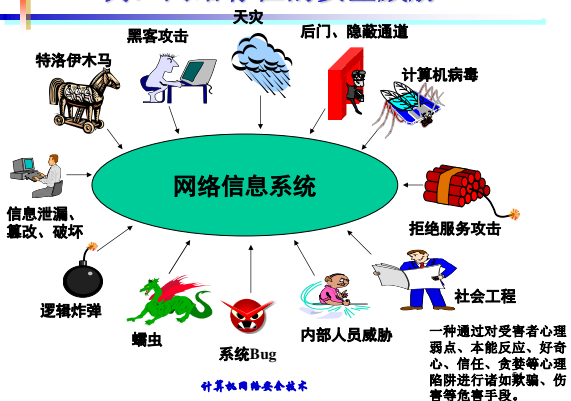 天灾
黑客攻击
后门、隐蔽通道
特洛伊木马
计算机病毒
网络信息系统
信息泄漏、
篡改、破坏
拒绝服务攻击
逻辑炸弹
社会工程
蠕虫
内部人员威胁
系统Bug
一种通过对受害者心理
弱点、本能反应、好奇
心、信任、贪婪等心理
陷阱进行诸如欺骗、伤
害等危害手段。
计算机网络安全技术